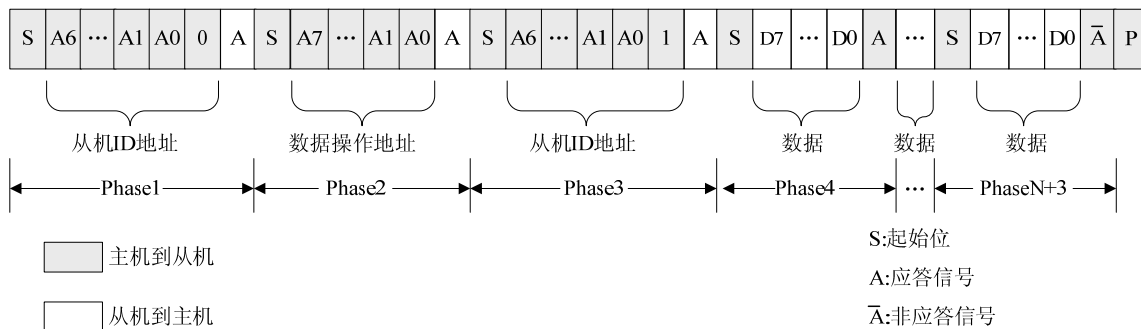 S A6 ··· A1 A0 0 A S A7 ··· A1 A0 A S A6 ··· A1 A0 1 A S D7 ··· D0 A ··· S D7 ··· D0 A̅ P
从机ID地址 数据操作地址 从机ID地址 数据 数据 数据
Phase1 Phase2 Phase3 Phase4 ··· PhaseN+3
主机到从机
从机到主机
S:起始位
A:应答信号
A̅:非应答信号